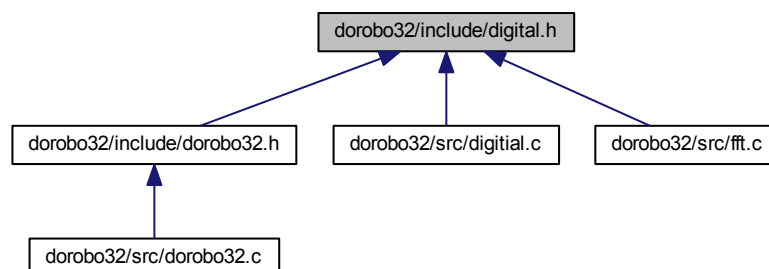 dorobo32/include/digital.h
dorobo32/include/dorobo32.h
dorobo32/src/digitial.c
dorobo32/src/fft.c
dorobo32/src/dorobo32.c